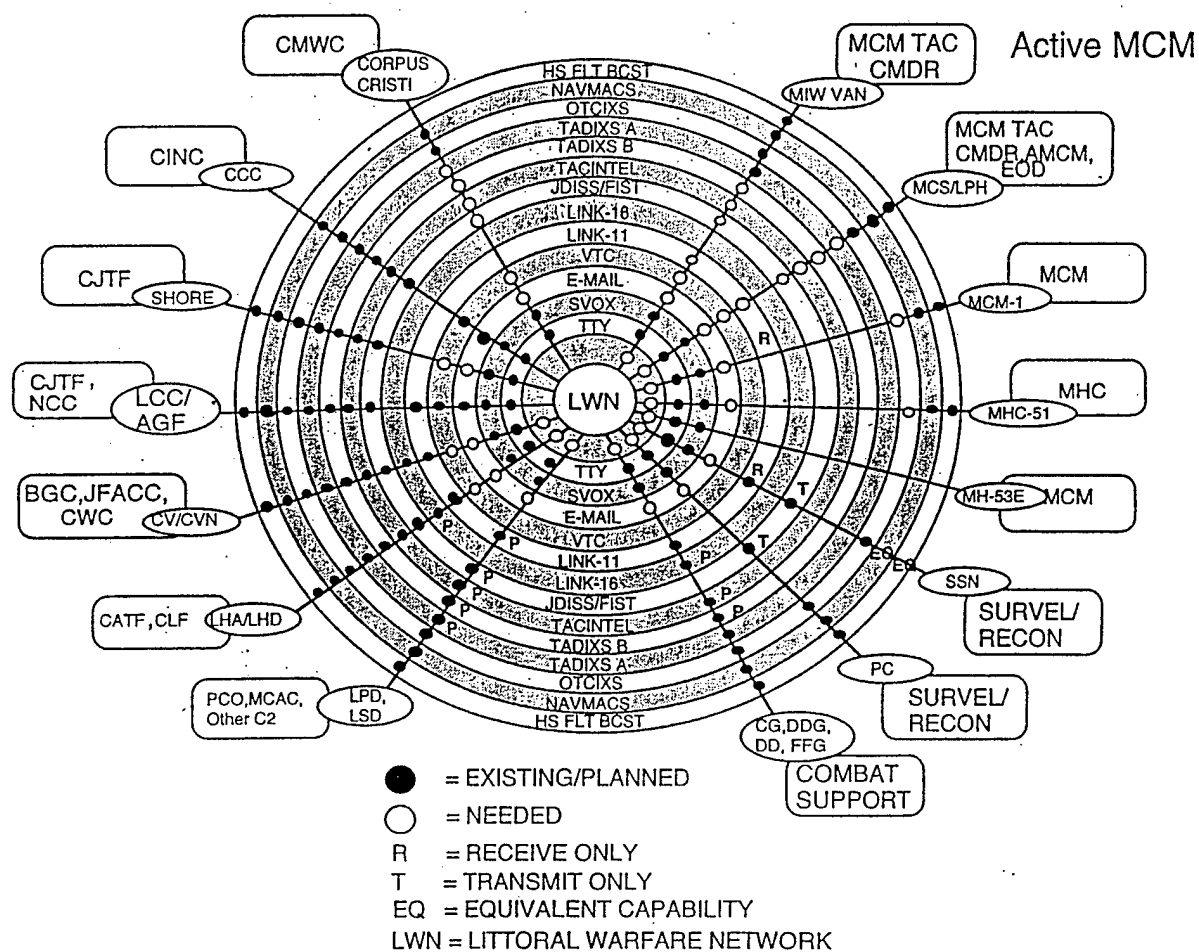 Active MCM
CMWC
CORPUS
CRISTI
MCM TAC
CMDR
MIW VAN
CINC
CCC
MCM TAC
CMDR,AMCM,
EOD
MCS/LPH
CJTF
SHORE
MCM
MCM-1
CJTF,
NCC
LCC/
AGF
MHC
MHC-51
BGC,JFACC,
CWC
CV/CVN
MCM
MH-53E
CATF,CLF
LHA/LHD
SSN
SURVEL/
RECON
PCO,MCAC,
Other C2
LPD,
LSD
PC
SURVEL/
RECON
CG,DDG,
DD, FFG
COMBAT
SUPPORT
HS FLT BCST
NAVMACS
OTCIXS
TADIXS A
TADIXS B
TACINTEL
JDISS/FIST
LINK-16
LINK-11
VTC
E-MAIL
SVOX
TTY
LWN
TTY
SVOX
E-MAIL
VTC
LINK-11
LINK-16
JDISS/FIST
TACINTEL
TADIXS B
TADIXS A
OTCIXS
NAVMACS
HS FLT BCST
R
R
T
T
EQ
EQ
P
P
P
P
P
P
P
P
= EXISTING/PLANNED
= NEEDED
R = RECEIVE ONLY
T = TRANSMIT ONLY
EQ = EQUIVALENT CAPABILITY
LWN = LITTORAL WARFARE NETWORK